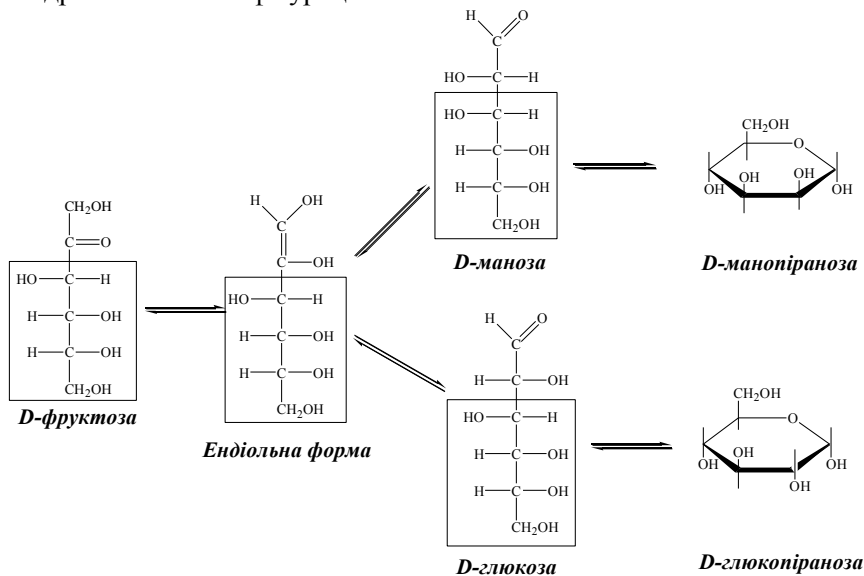 CH₂OH
C=O
HO—C—H
H—C—OH
H—C—OH
CH₂OH
D-фруктоза
H OH
C
C—OH
HO—C—H
H—C—OH
H—C—OH
CH₂OH
Ендіольна форма
H O
C
HO—C—H
HO—C—H
H—C—OH
H—C—OH
CH₂OH
D-маноза
CH₂OH
O
OH OH
OH OH
D-манопіраноза
H O
C
H—C—OH
HO—C—H
H—C—OH
H—C—OH
CH₂OH
D-глюкоза
CH₂OH
O
OH
OH OH
OH
D-глюкопіраноза